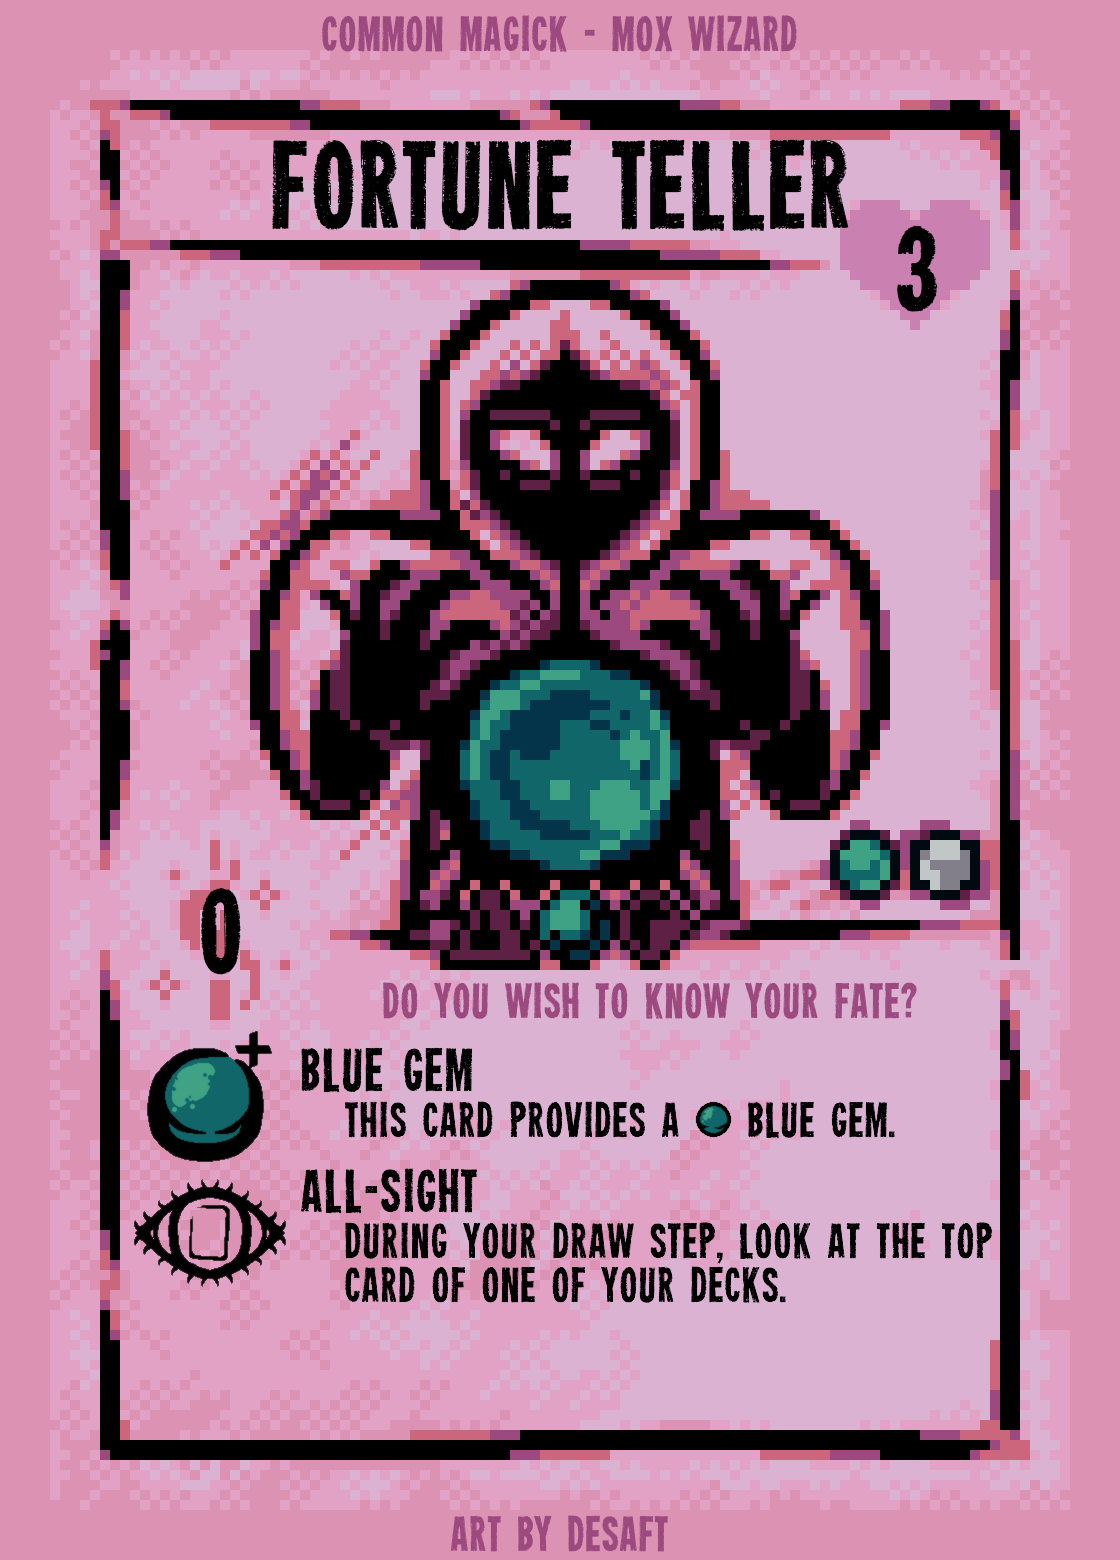 COMMON MAGICK - MOX WIZARD
FORTUNE TELLER
3
0
DO YOU WISH TO KNOW YOUR FATE?
BLUE GEM
THIS CARD PROVIDES A BLUE GEM.
ALL-SIGHT
DURING YOUR DRAW STEP, LOOK AT THE TOP
CARD OF ONE OF YOUR DECKS.
ART BY DESAFT